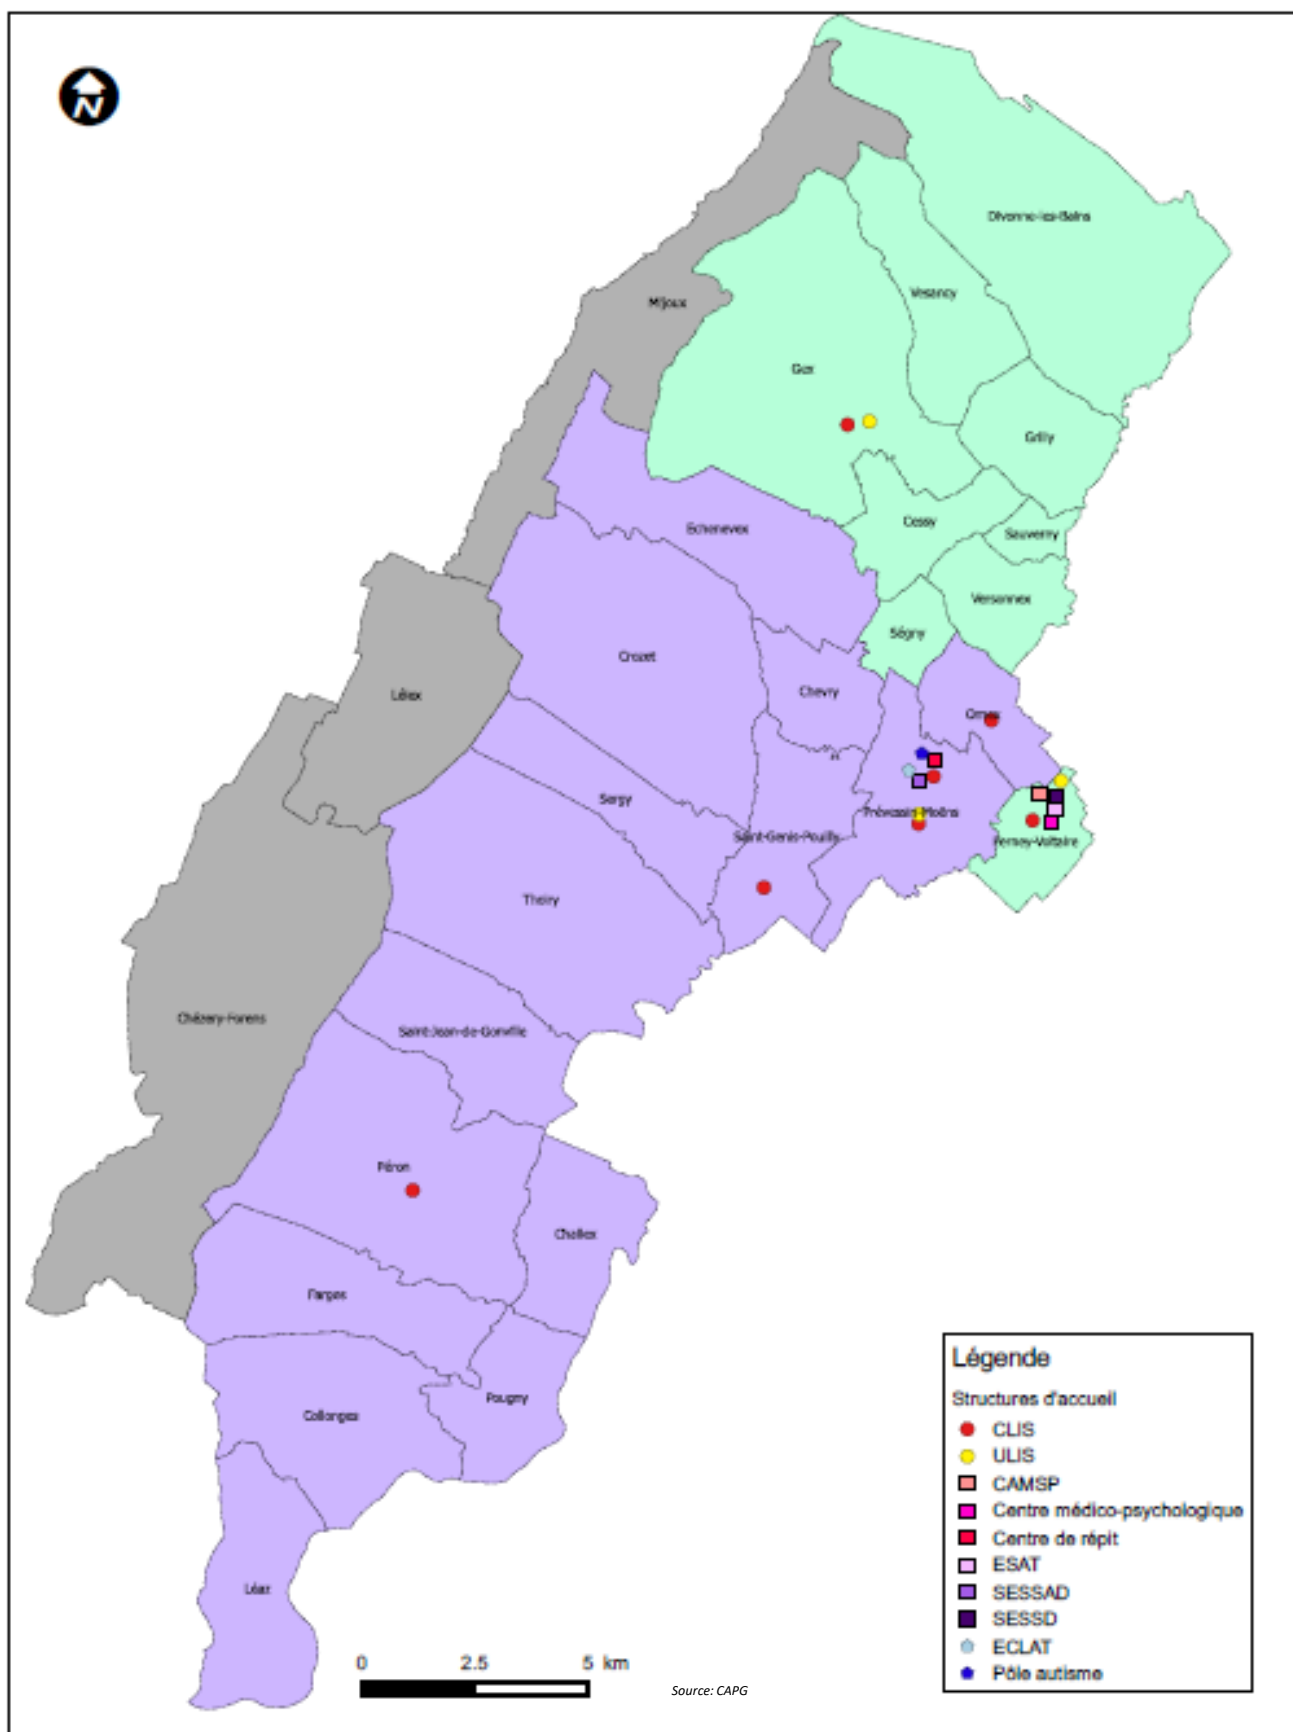 N
Divonne-les-Bains
Vesancy
Mijoux
Gex
Grilly
Cessy
Echenevex
Sauverny
Versonnex
Ségny
Crozet
Chevry
Lélex
Ornex
Sergy
Prévessin-Moëns
Saint-Genis-Pouilly
Ferney-Voltaire
Thoiry
Chézery-Forens
Saint-Jean-de-Gonville
Péron
Challex
Farges
Pougny
Collonges
Léaz
Légende
Structures d'accueil
CLIS
ULIS
CAMSP
Centre médico-psychologique
Centre de répit
ESAT
SESSAD
SESSD
ECLAT
Pôle autisme
0 2.5 5 km
Source: CAPG